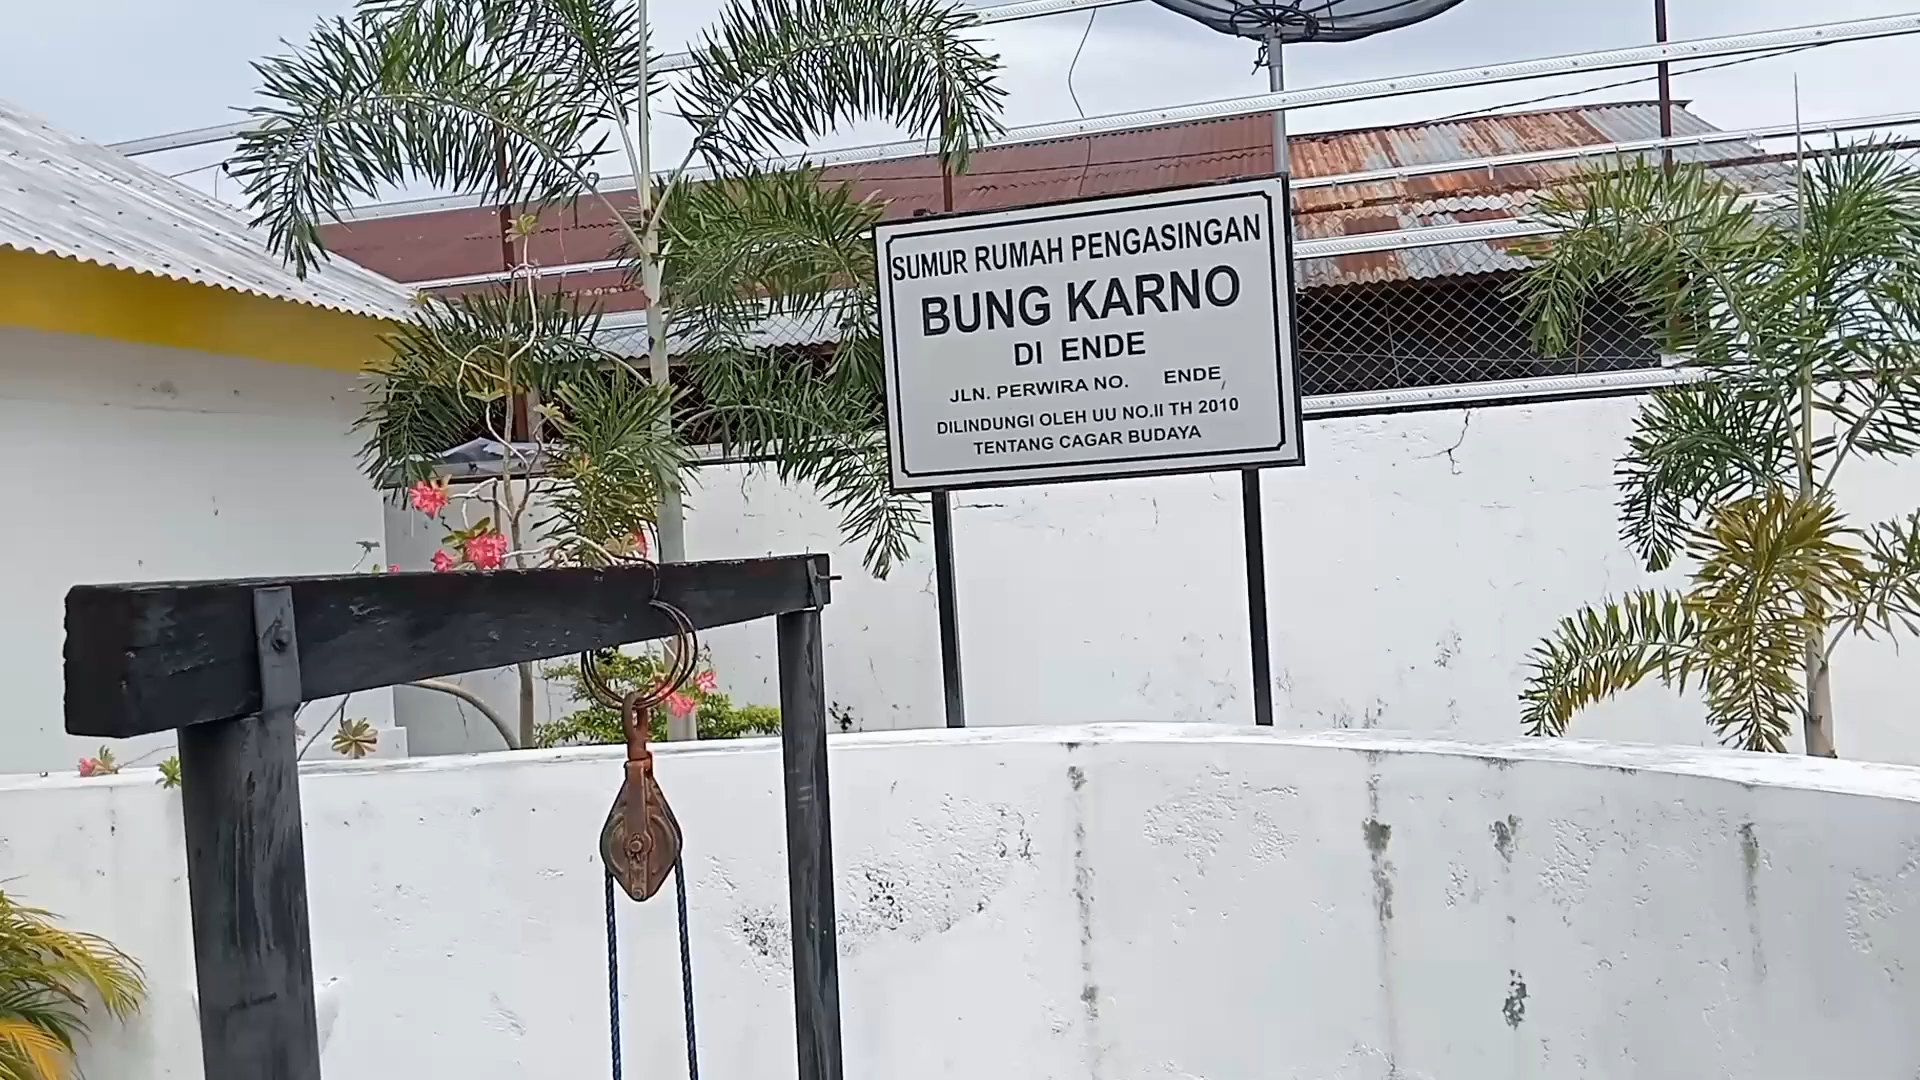 SUMUR RUMAH PENGASINGAN
BUNG KARNO
DI ENDE
JLN. PERWIRA NO. ENDE,
DILINDUNGI OLEH UU NO.II TH 2010
TENTANG CAGAR BUDAYA